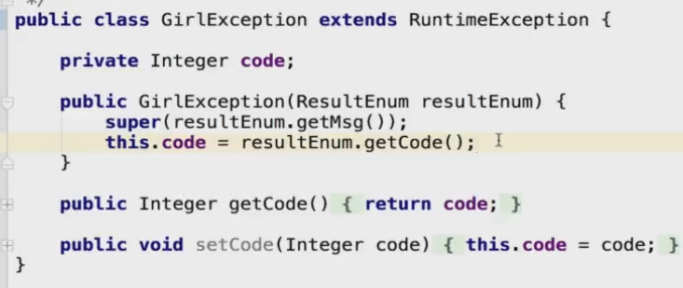 */
public class GirlException extends RuntimeException {
private Integer code;
public GirlException(ResultEnum resultEnum) {
super(resultEnum.getMsg());
this.code = resultEnum.getCode();
}
public Integer getCode() { return code; }
public void setCode(Integer code) { this.code = code; }
}